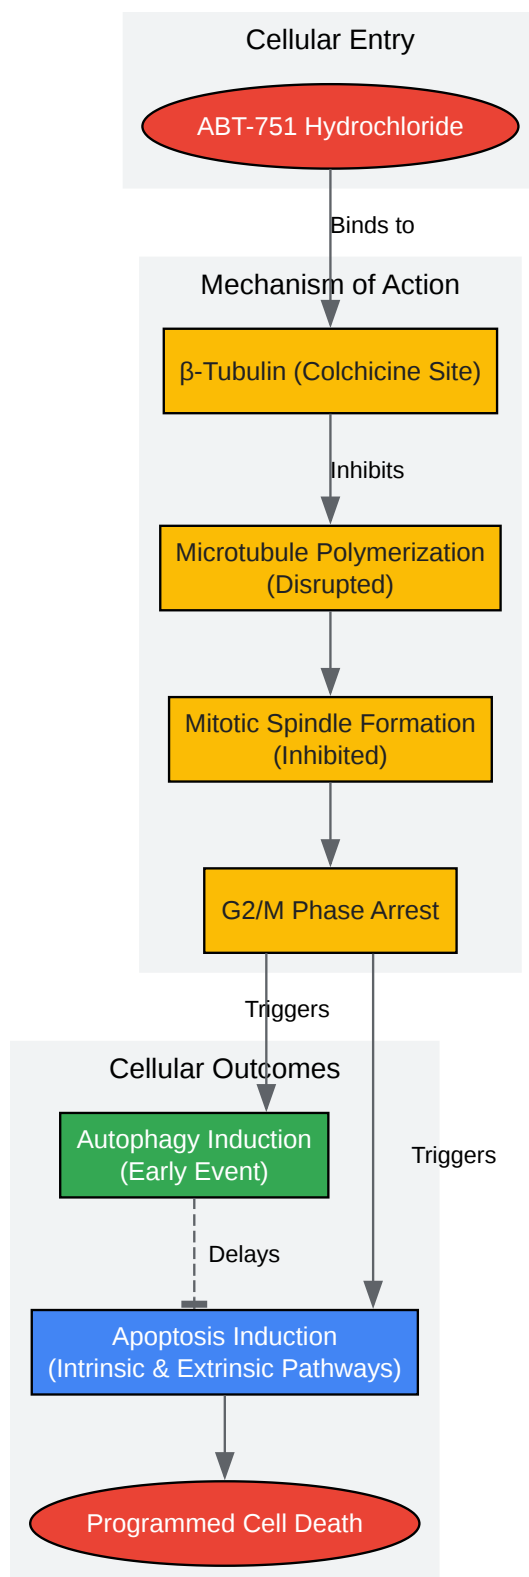 Cellular Entry
ABT-751 Hydrochloride
Binds to
Mechanism of Action
β-Tubulin (Colchicine Site)
Inhibits
Microtubule Polymerization
(Disrupted)
Mitotic Spindle Formation
(Inhibited)
G2/M Phase Arrest
Triggers
Cellular Outcomes
Autophagy Induction
(Early Event)
Triggers
Delays
Apoptosis Induction
(Intrinsic & Extrinsic Pathways)
Programmed Cell Death